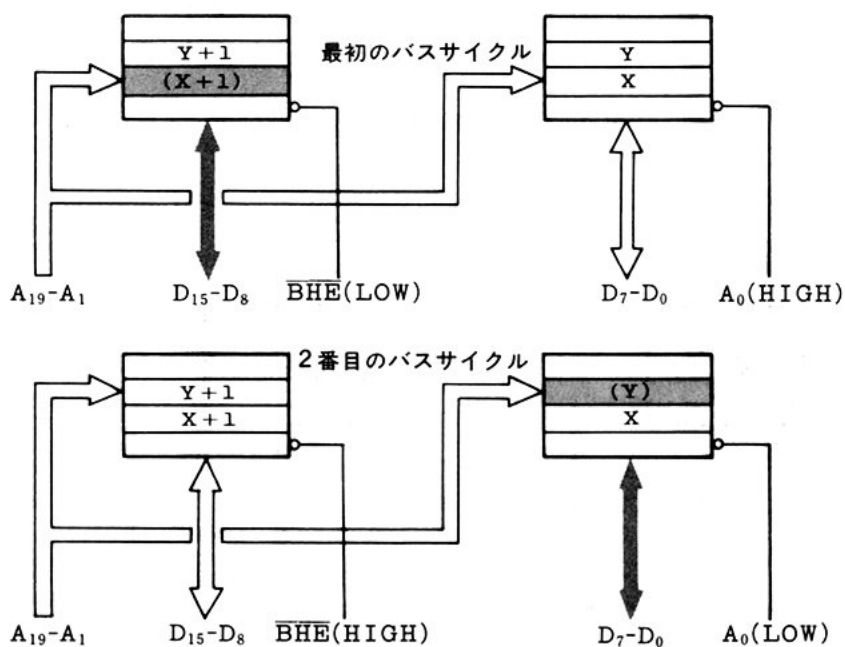 最初のバスサイクル
Y+1
(X+1)
Y
X
A₁₉-A₁ D₁₅-D₈ B̅H̅E̅(LOW) D₇-D₀ A₀(HIGH)
2番目のバスサイクル
Y+1
X+1
(Y)
X
A₁₉-A₁ D₁₅-D₈ B̅H̅E̅(HIGH) D₇-D₀ A₀(LOW)